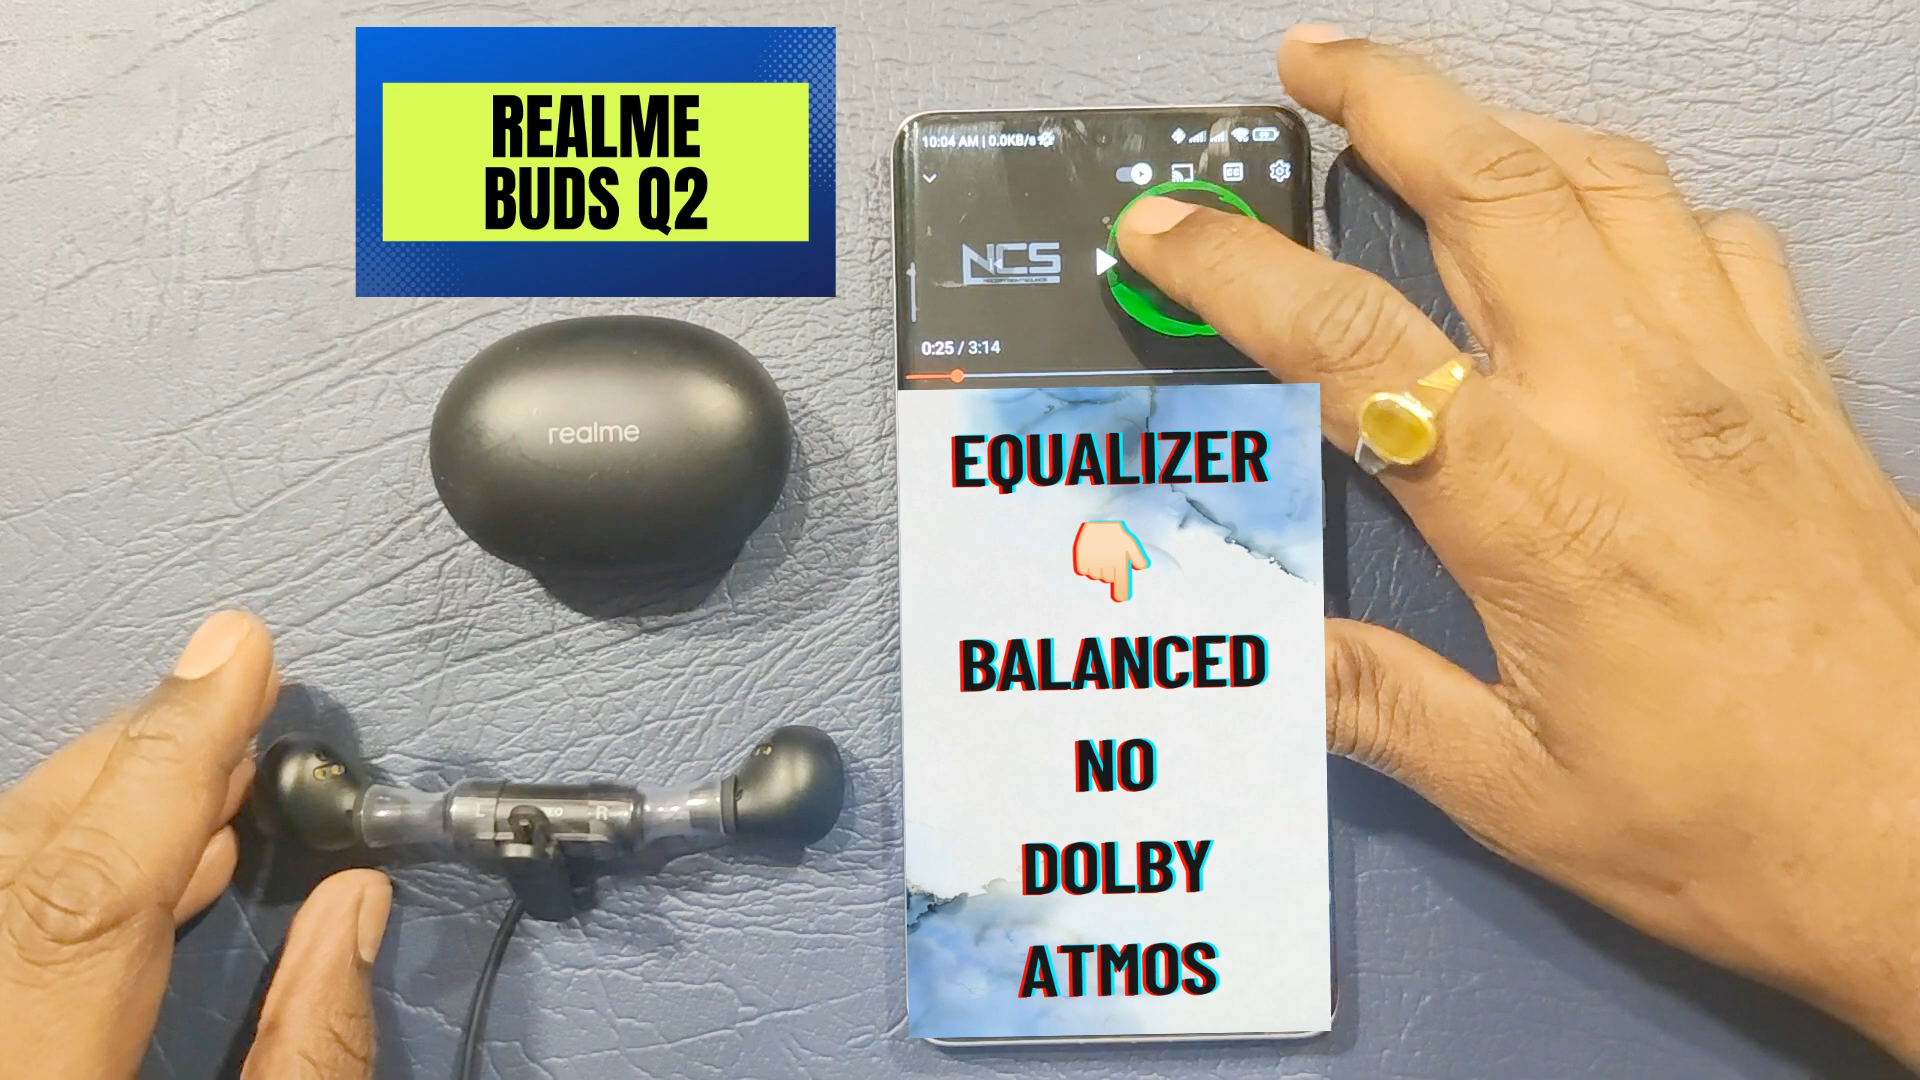 REALME
BUDS Q2
10:04 AM | 0.0KB/s
CC
NCS
0:25 / 3:14
realme
EQUALIZER
BALANCED
NO
DOLBY
ATMOS
L
R